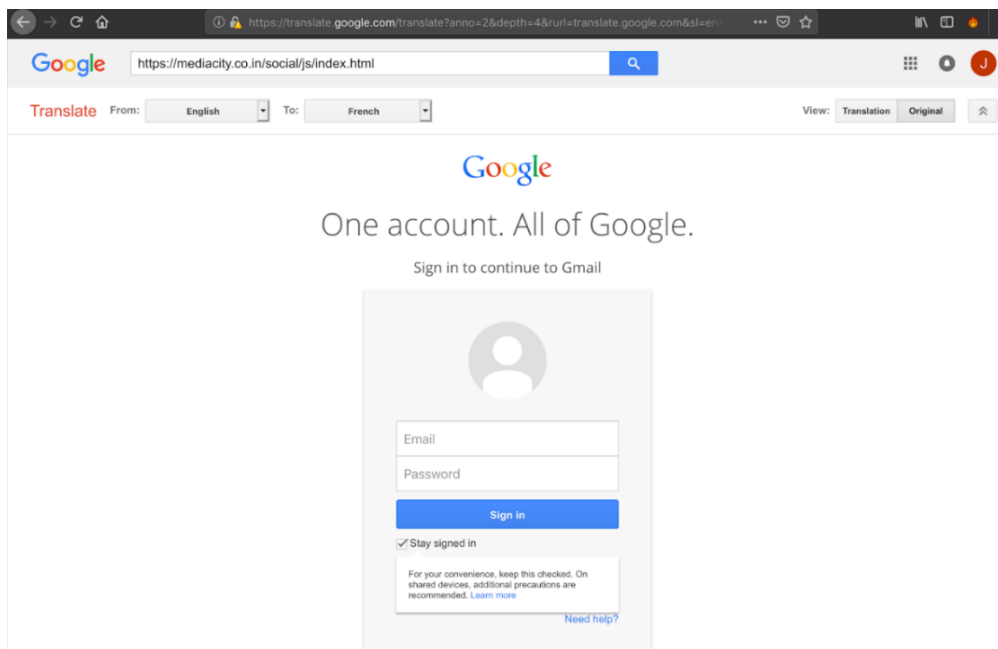 https://translate.google.com/translate?anno=2&depth=4&rurl=translate.google.com&sl=en
Google https://mediacity.co.in/social/js/index.html J
Translate From: English To: French View: Translation Original
Google
One account. All of Google.
Sign in to continue to Gmail
Email
Password
Sign in
Stay signed in
For your convenience, keep this checked. On
shared devices, additional precautions are
recommended. Learn more
Need help?